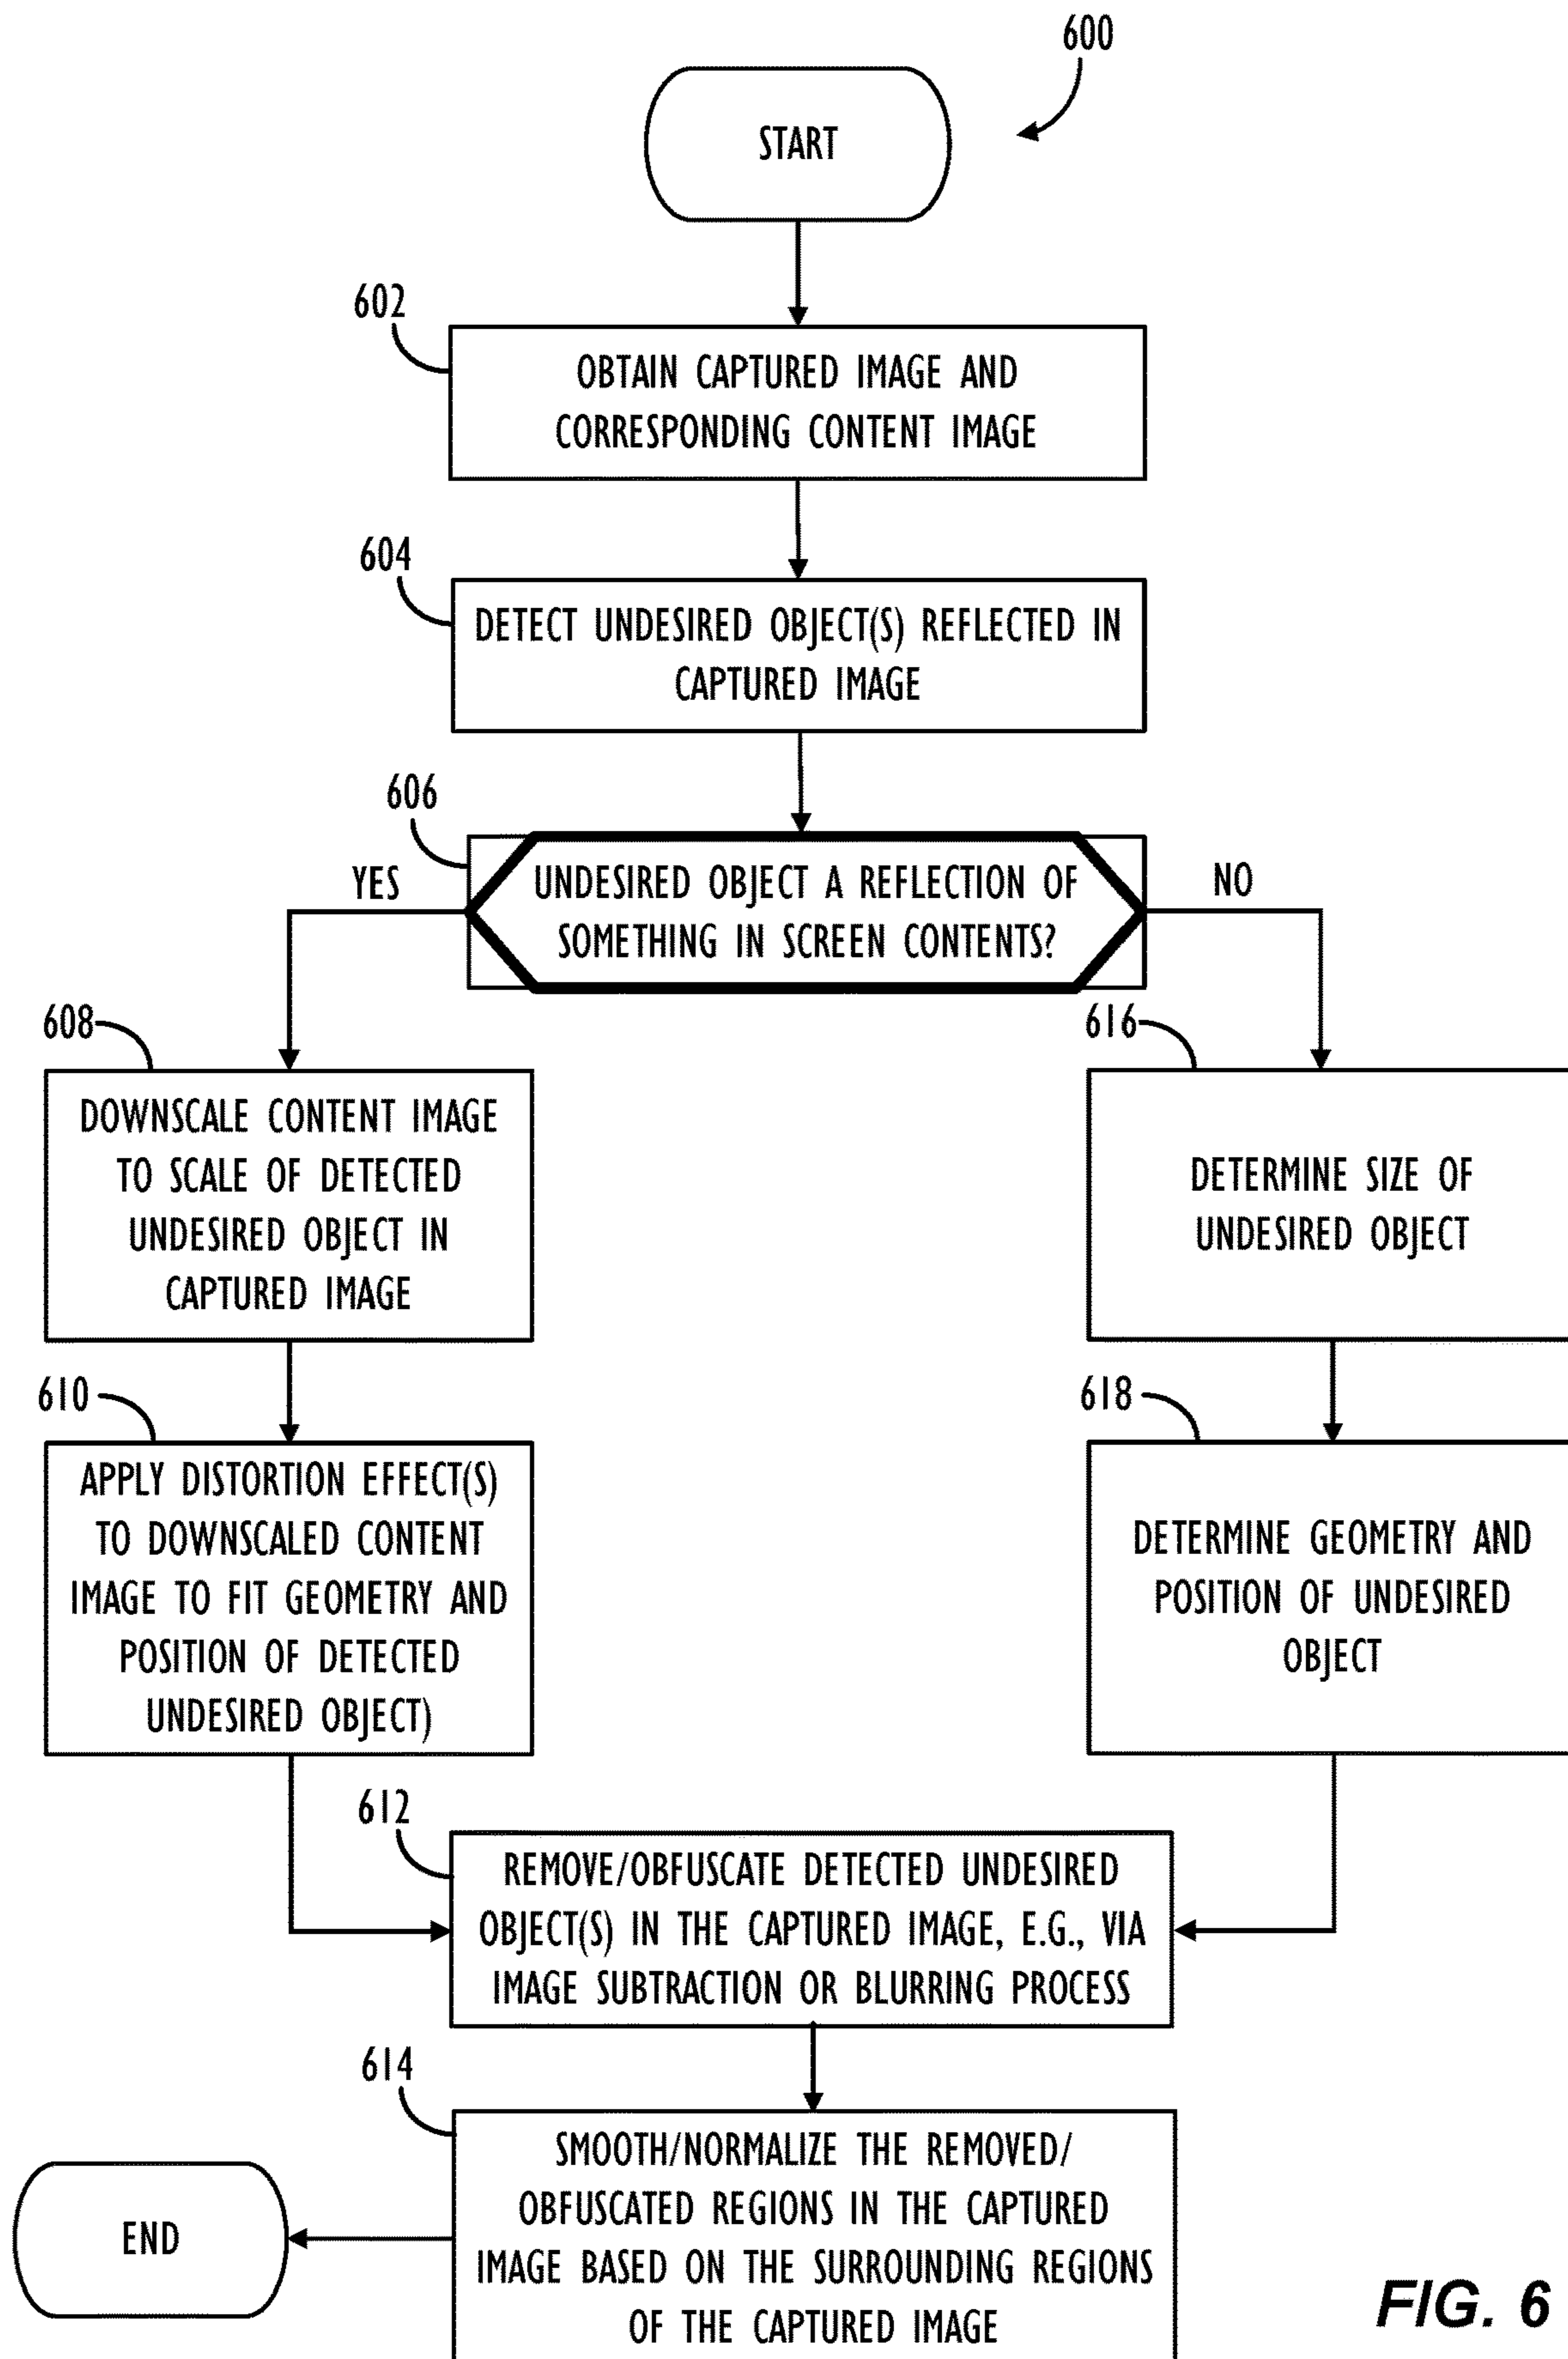 600
START
602
OBTAIN CAPTURED IMAGE AND
CORRESPONDING CONTENT IMAGE
604
DETECT UNDESIRED OBJECT(S) REFLECTED IN
CAPTURED IMAGE
606
YES
UNDESIRED OBJECT A REFLECTION OF
SOMETHING IN SCREEN CONTENTS?
NO
608
DOWNSCALE CONTENT IMAGE
TO SCALE OF DETECTED
UNDESIRED OBJECT IN
CAPTURED IMAGE
616
DETERMINE SIZE OF
UNDESIRED OBJECT
610
APPLY DISTORTION EFFECT(S)
TO DOWNSCALED CONTENT
IMAGE TO FIT GEOMETRY AND
POSITION OF DETECTED
UNDESIRED OBJECT)
618
DETERMINE GEOMETRY AND
POSITION OF UNDESIRED
OBJECT
612
REMOVE/OBFUSCATE DETECTED UNDESIRED
OBJECT(S) IN THE CAPTURED IMAGE, E.G., VIA
IMAGE SUBTRACTION OR BLURRING PROCESS
614
SMOOTH/NORMALIZE THE REMOVED/
OBFUSCATED REGIONS IN THE CAPTURED
IMAGE BASED ON THE SURROUNDING REGIONS
OF THE CAPTURED IMAGE
END
FIG. 6